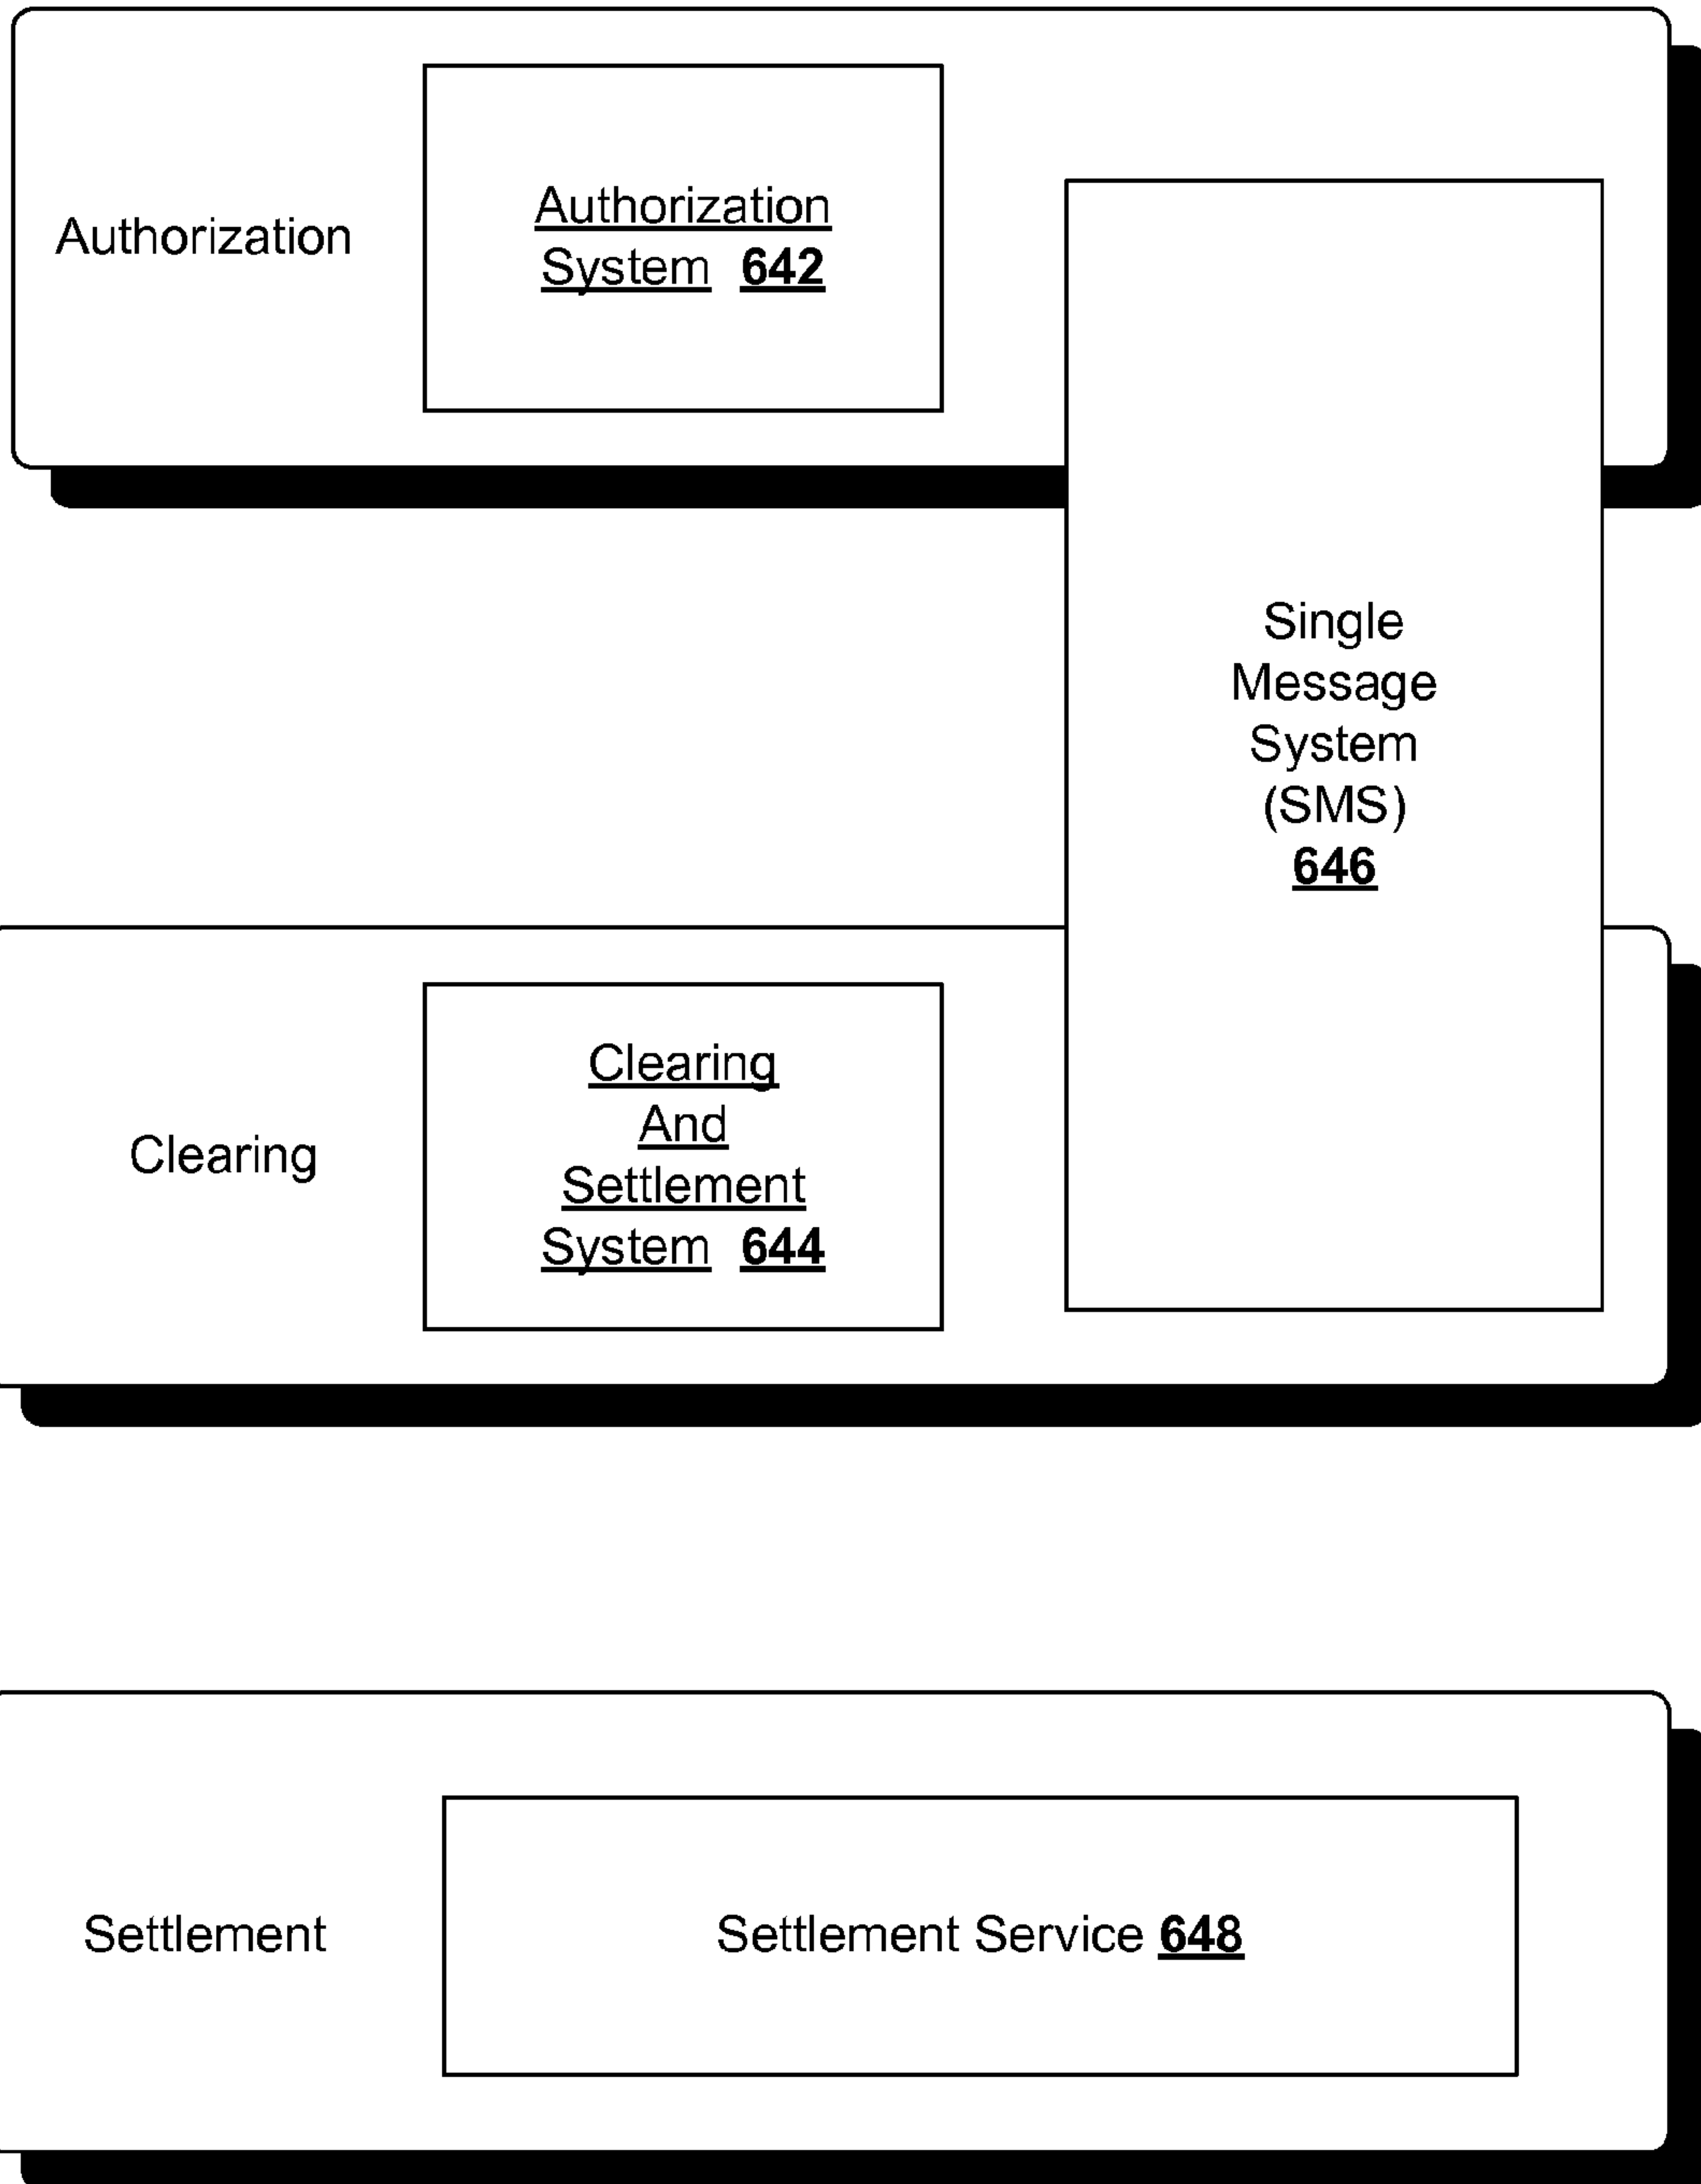 Authorization
Authorization
System 642
Single
Message
System
(SMS)
646
Clearing
Clearing
And
Settlement
System 644
Settlement
Settlement Service 648